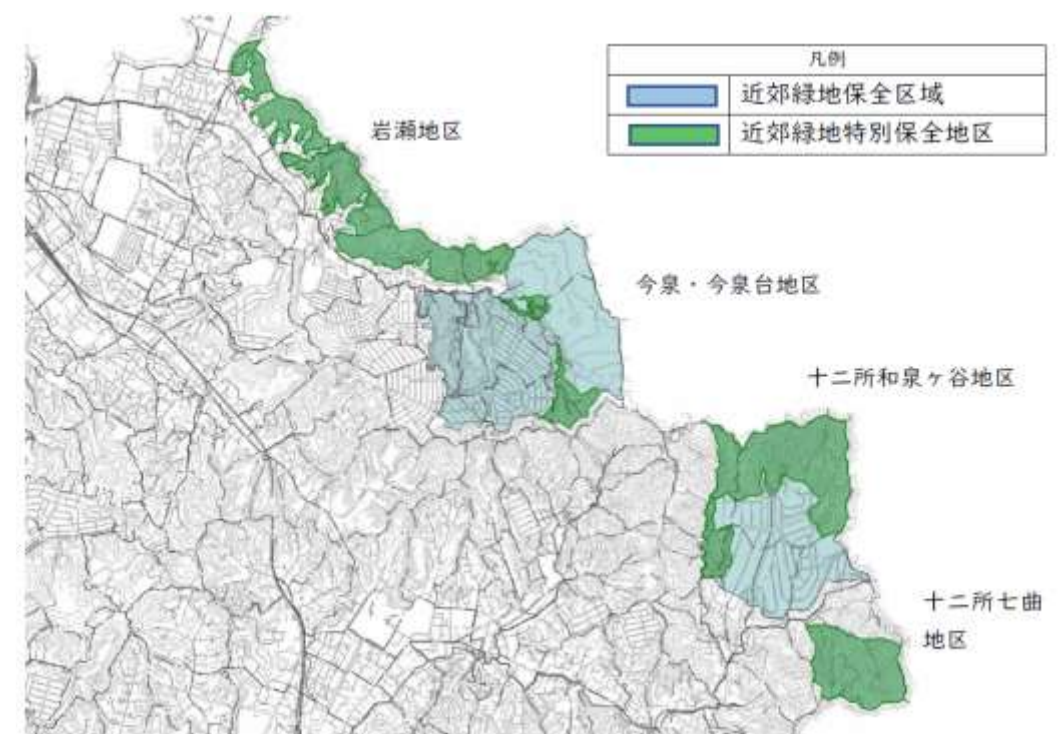 凡例
近郊緑地保全区域
近郊緑地特別保全地区
岩瀬地区
今泉・今泉台地区
十二所和泉ヶ谷地区
十二所七曲
地区